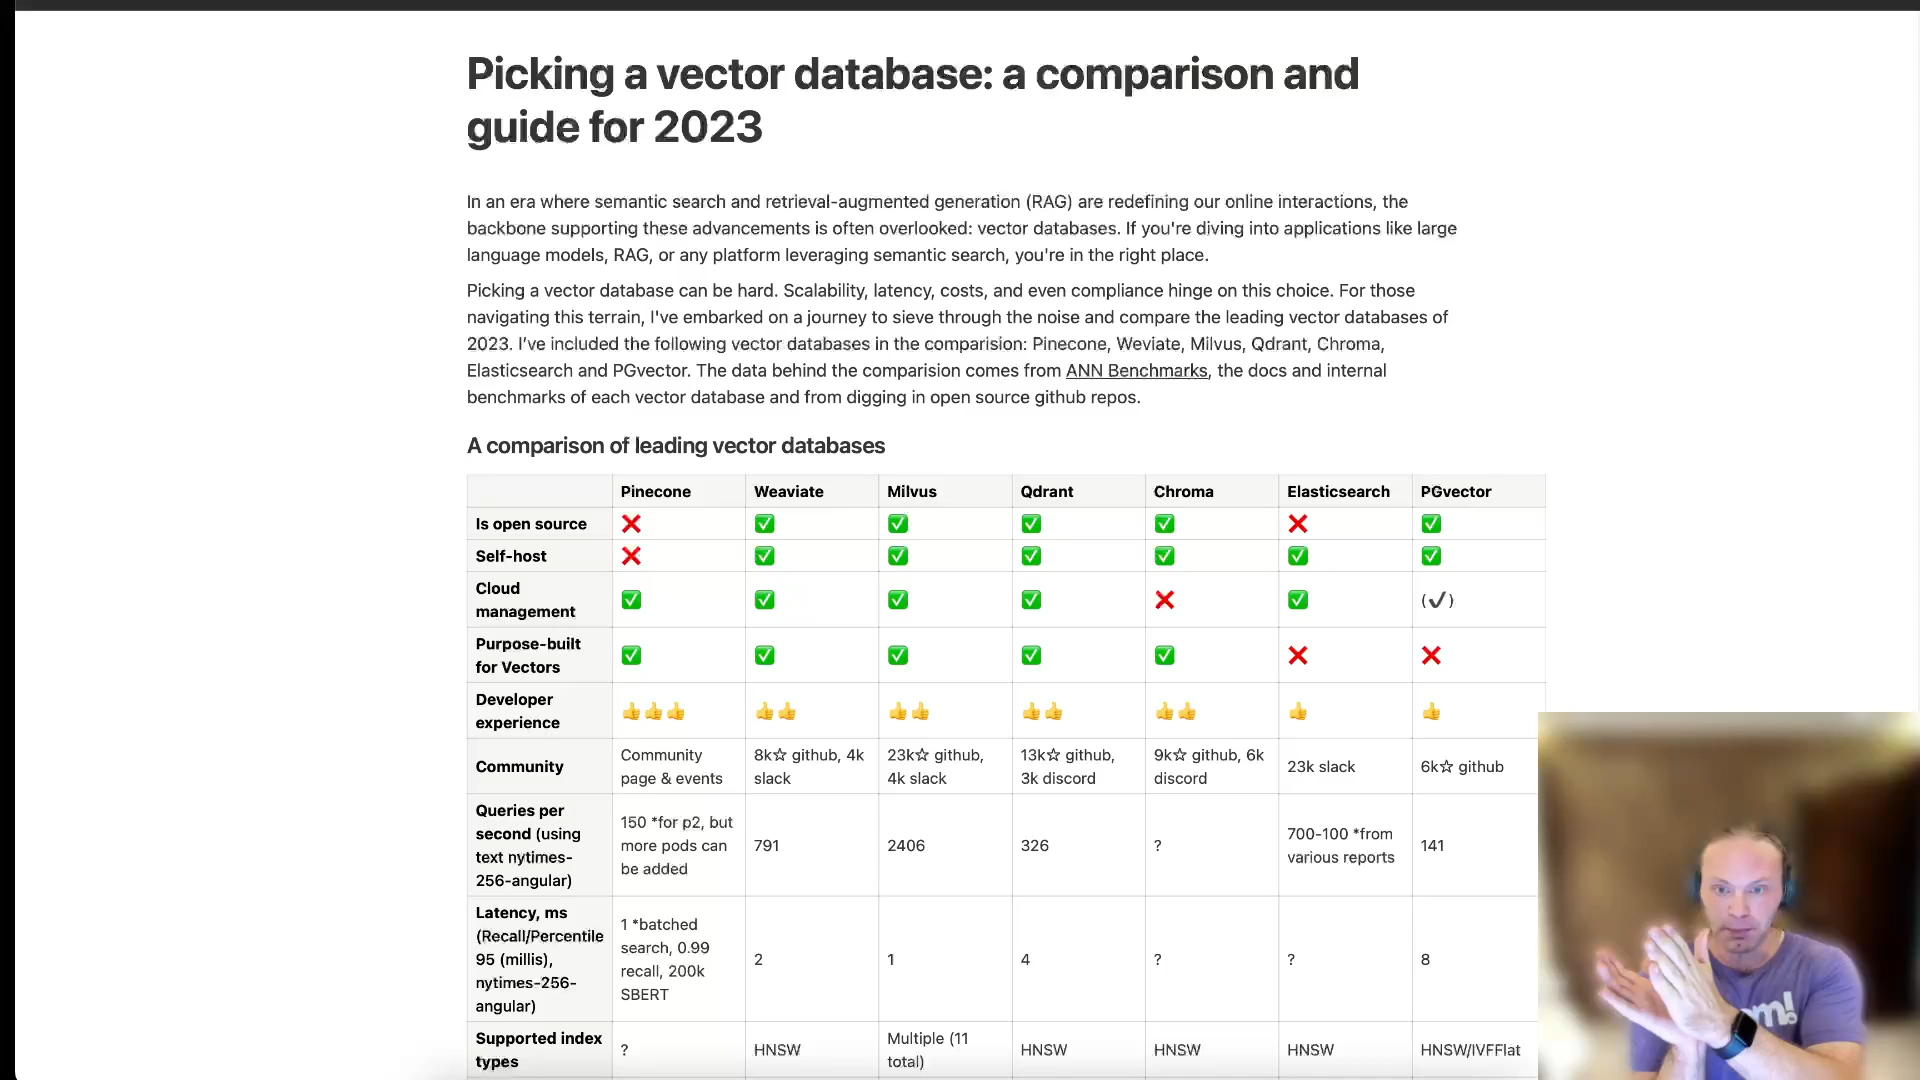 Picking a vector database: a comparison and
guide for 2023
In an era where semantic search and retrieval-augmented generation (RAG) are redefining our online interactions, the
backbone supporting these advancements is often overlooked: vector databases. If you're diving into applications like large
language models, RAG, or any platform leveraging semantic search, you're in the right place.
Picking a vector database can be hard. Scalability, latency, costs, and even compliance hinge on this choice. For those
navigating this terrain, I've embarked on a journey to sieve through the noise and compare the leading vector databases of
2023. I've included the following vector databases in the comparision: Pinecone, Weviate, Milvus, Qdrant, Chroma,
Elasticsearch and PGvector. The data behind the comparision comes from ANN Benchmarks, the docs and internal
benchmarks of each vector database and from digging in open source github repos.
A comparison of leading vector databases
Pinecone Weaviate Milvus Qdrant Chroma Elasticsearch PGvector
Is open source ❌ ✅ ✅ ✅ ✅ ❌ ✅
Self-host ❌ ✅ ✅ ✅ ✅ ✅ ✅
Cloud
management ✅ ✅ ✅ ✅ ❌ ✅ (✔)
Purpose-built
for Vectors ✅ ✅ ✅ ✅ ✅ ❌ ❌
Developer
experience 👍👍👍 👍👍 👍👍 👍👍 👍👍 👍 👍
Community
Community
page & events
8k☆ github, 4k
slack
23k☆ github,
4k slack
13k☆ github,
3k discord
9k☆ github, 6k
discord
23k slack
6k☆ github
Queries per
second (using
text nytimes-
256-angular)
150 *for p2, but
more pods can
be added
791
2406
326
?
700-100 *from
various reports
141
Latency, ms
(Recall/Percentile
95 (millis),
nytimes-256-
angular)
1 *batched
search, 0.99
recall, 200k
SBERT
2
1
4
?
?
8
Supported index
types
?
HNSW
Multiple (11
total)
HNSW
HNSW
HNSW
HNSW/IVFFlat